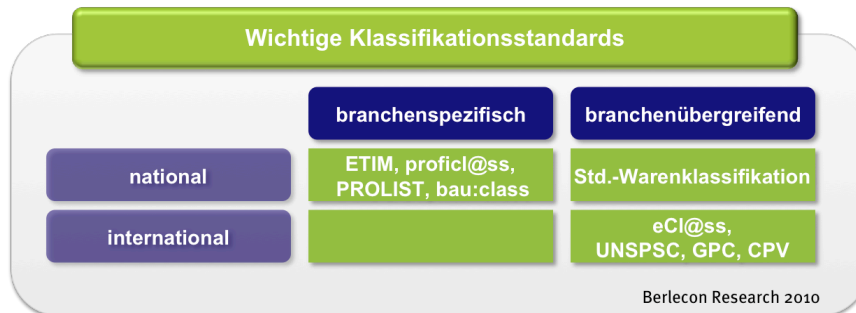 Wichtige Klassifikationsstandards
branchenspezifisch
branchenübergreifend
national
ETIM, proficl@ss,
PROLIST, bau:class
Std.-Warenklassifikation
international
eCl@ss,
UNSPSC, GPC, CPV
Berlecon Research 2010